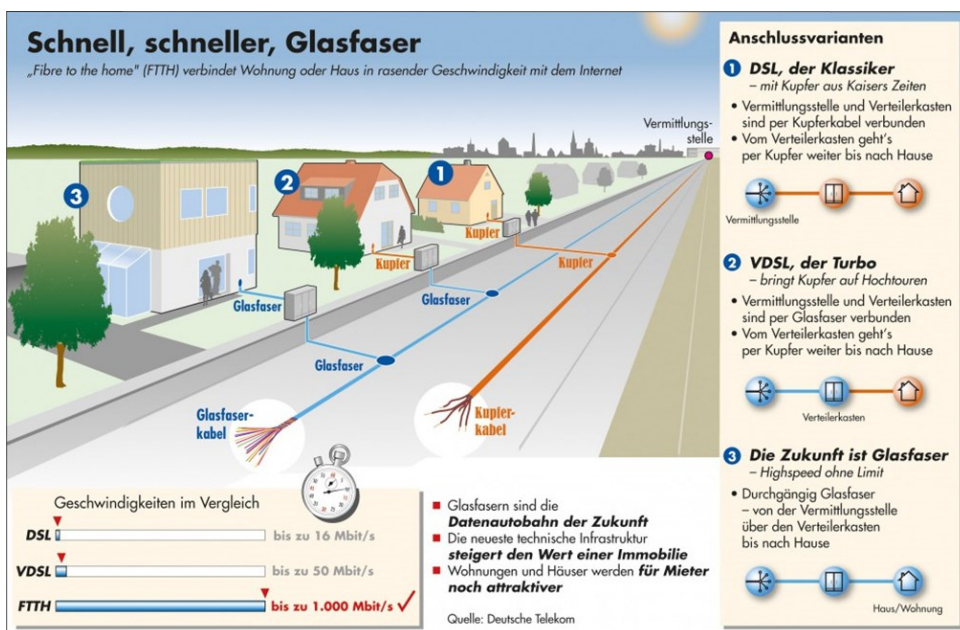 Schnell, schneller, Glasfaser
„Fibre to the home" (FTTH) verbindet Wohnung oder Haus in rasender Geschwindigkeit mit dem Internet
Vermittlungs-
stelle
3
2
1
Kupfer
Kupfer
Kupfer
Glasfaser
Glasfaser
Glasfaser
Glasfaser-
kabel
Kupfer-
kabel
Anschlussvarianten
1 DSL, der Klassiker
– mit Kupfer aus Kaisers Zeiten
• Vermittlungsstelle und Verteilerkasten
sind per Kupferkabel verbunden
• Vom Verteilerkasten geht's
per Kupfer weiter bis nach Hause
Vermittlungsstelle
2 VDSL, der Turbo
– bringt Kupfer auf Hochtouren
• Vermittlungsstelle und Verteilerkasten
sind per Glasfaser verbunden
• Vom Verteilerkasten geht's
per Kupfer weiter bis nach Hause
Verteilerkasten
3 Die Zukunft ist Glasfaser
– Highspeed ohne Limit
• Durchgängig Glasfaser
– von der Vermittlungsstelle
über den Verteilerkasten
bis nach Hause
Haus/Wohnung
Geschwindigkeiten im Vergleich
DSL bis zu 16 Mbit/s
VDSL bis zu 50 Mbit/s
FTTH bis zu 1.000 Mbit/s
Glasfasern sind die
Datenautobahn der Zukunft
Die neueste technische Infrastruktur
steigert den Wert einer Immobilie
Wohnungen und Häuser werden für Mieter
noch attraktiver
Quelle: Deutsche Telekom